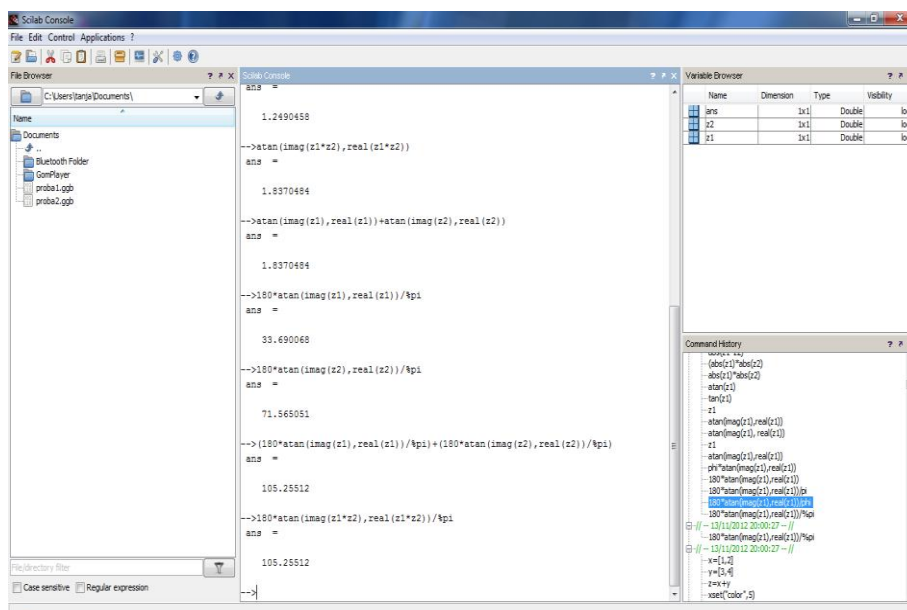 Scilab Console
File Edit Control Applications ?
File Browser
C:\Users\tanja\Documents\
Name
Documents
..
Bluetooth Folder
GomPlayer
proba1.ggb
proba2.ggb
File/directory filter
Case sensitive Regular expression
Scilab Console
ans =
1.2490458
-->atan(imag(z1*z2),real(z1*z2))
ans =
1.8370484
-->atan(imag(z1),real(z1))+atan(imag(z2),real(z2))
ans =
1.8370484
-->180*atan(imag(z1),real(z1))/%pi
ans =
33.690068
-->180*atan(imag(z2),real(z2))/%pi
ans =
71.565051
-->(180*atan(imag(z1),real(z1))/%pi)+(180*atan(imag(z2),real(z2))/%pi)
ans =
105.25512
-->180*atan(imag(z1*z2),real(z1*z2))/%pi
ans =
105.25512
-->
Variable Browser
Name Dimension Type Visibility
ans 1x1 Double lo
z2 1x1 Double lo
z1 1x1 Double lo
Command History
(abs(z1)*abs(z2)
abs(z1)*abs(z2)
atan(z1)
tan(z1)
z1
atan(imag(z1),real(z1))
atan(imag(z1), real(z1))
z1
atan(imag(z1),real(z1))
phi*atan(imag(z1),real(z1))
180*atan(imag(z1),real(z1))
180*atan(imag(z1),real(z1))/pi
180*atan(imag(z1),real(z1))/phi
180*atan(imag(z1),real(z1))/%pi
// -- 13/11/2012 20:00:27 -- //
180*atan(imag(z1),real(z1))/%pi
// -- 13/11/2012 20:00:27 -- //
x=[1,2]
y=[3,4]
z=x+y
xset("color",5)